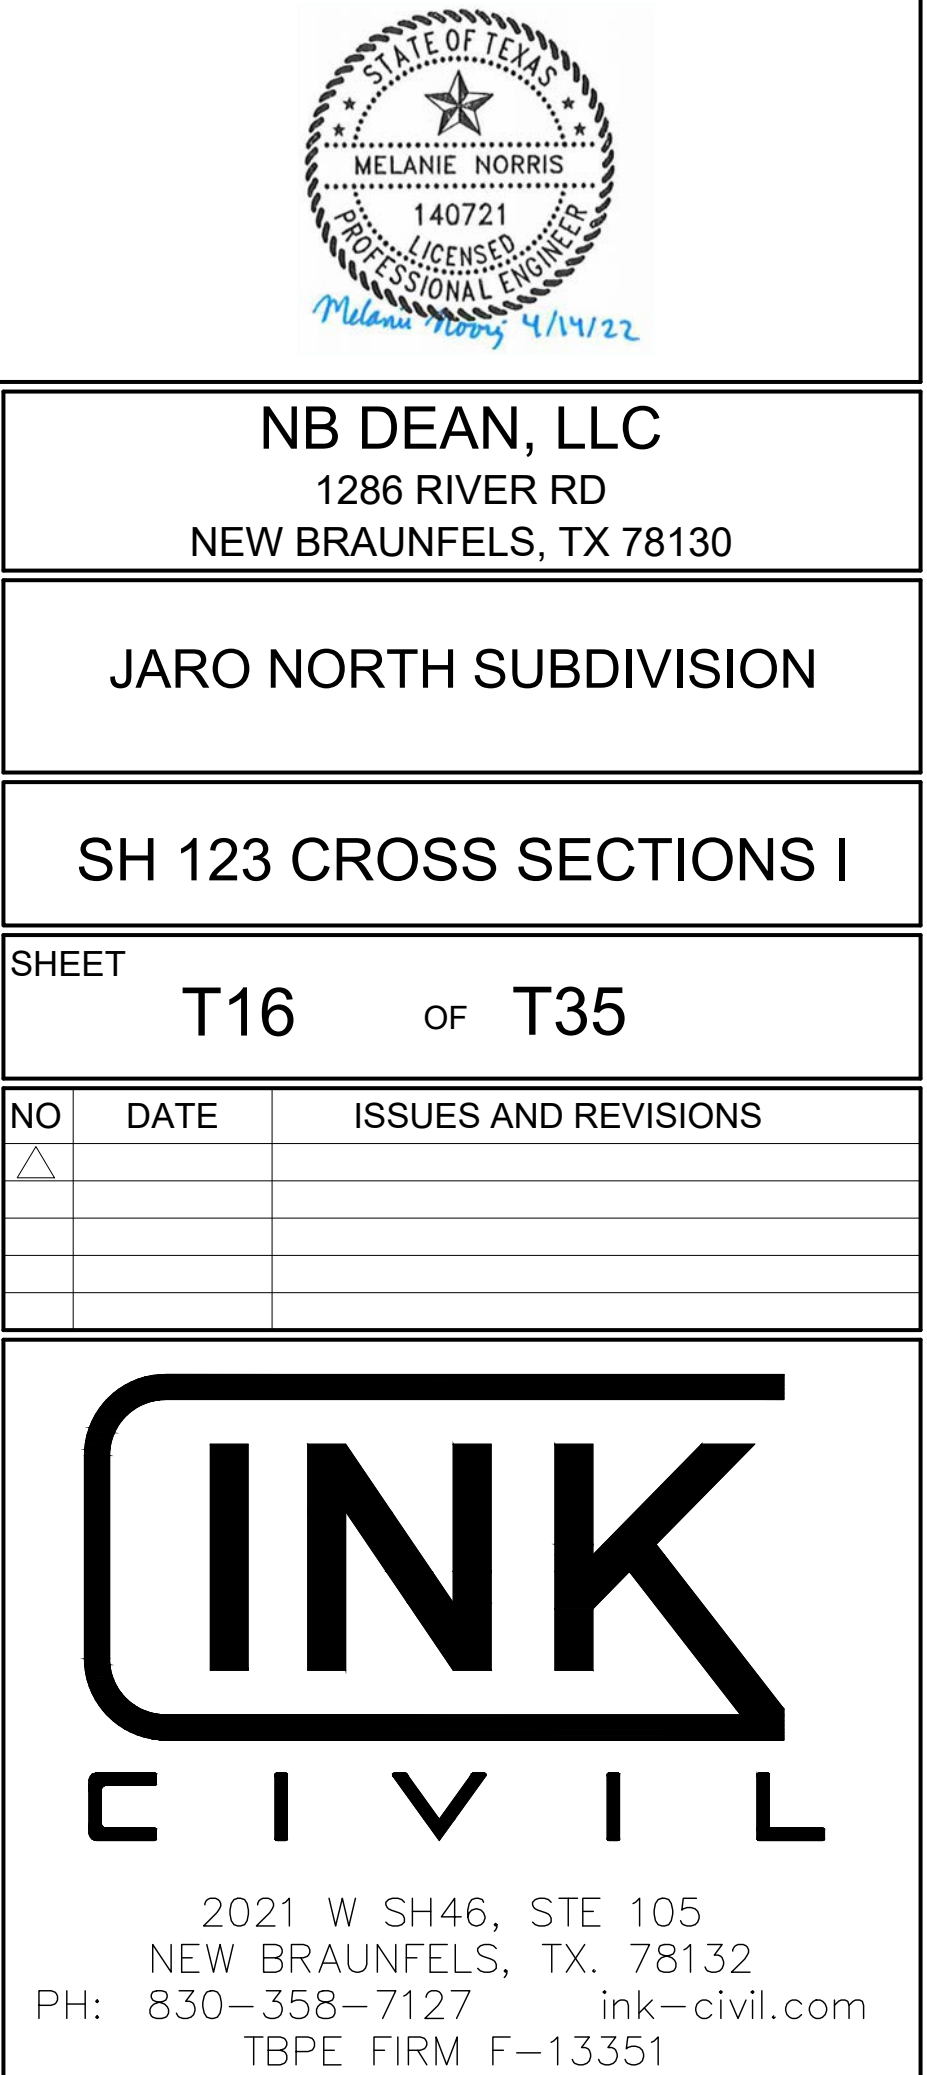 STATE OF TEXAS
MELANIE NORRIS
140721
LICENSED
PROFESSIONAL ENGINEER
Melanie Norris 4/14/22
NB DEAN, LLC
1286 RIVER RD
NEW BRAUNFELS, TX 78130
JARO NORTH SUBDIVISION
SH 123 CROSS SECTIONS I
SHEET
T16 OF T35
NO DATE ISSUES AND REVISIONS
INK
CIVIL
2021 W SH46, STE 105
NEW BRAUNFELS, TX. 78132
PH: 830-358-7127 ink-civil.com
TBPE FIRM F-13351